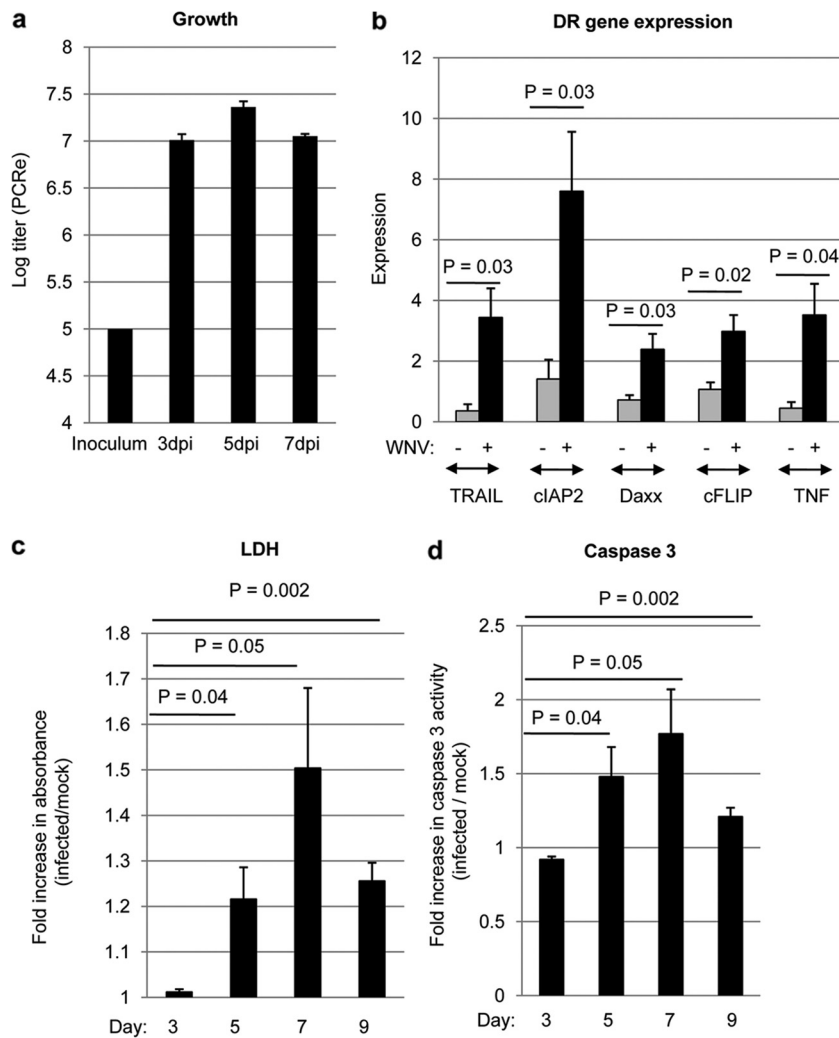 a
Growth
Log titer (PCRe)
8
7.5
7
6.5
6
5.5
5
4.5
4
Inoculum 3dpi 5dpi 7dpi
b
DR gene expression
Expression
12
10
8
6
4
2
0
P = 0.03
P = 0.03
P = 0.03
P = 0.02
P = 0.04
WNV: - + - + - + - + - +
TRAIL cIAP2 Daxx cFLIP TNF
c
LDH
P = 0.002
P = 0.05
P = 0.04
Fold increase in absorbance
(infected/mock)
1.8
1.7
1.6
1.5
1.4
1.3
1.2
1.1
1
Day: 3 5 7 9
d
Caspase 3
P = 0.002
P = 0.05
P = 0.04
Fold increase in caspase 3 activity
(infected / mock)
2.5
2
1.5
1
0.5
0
Day: 3 5 7 9